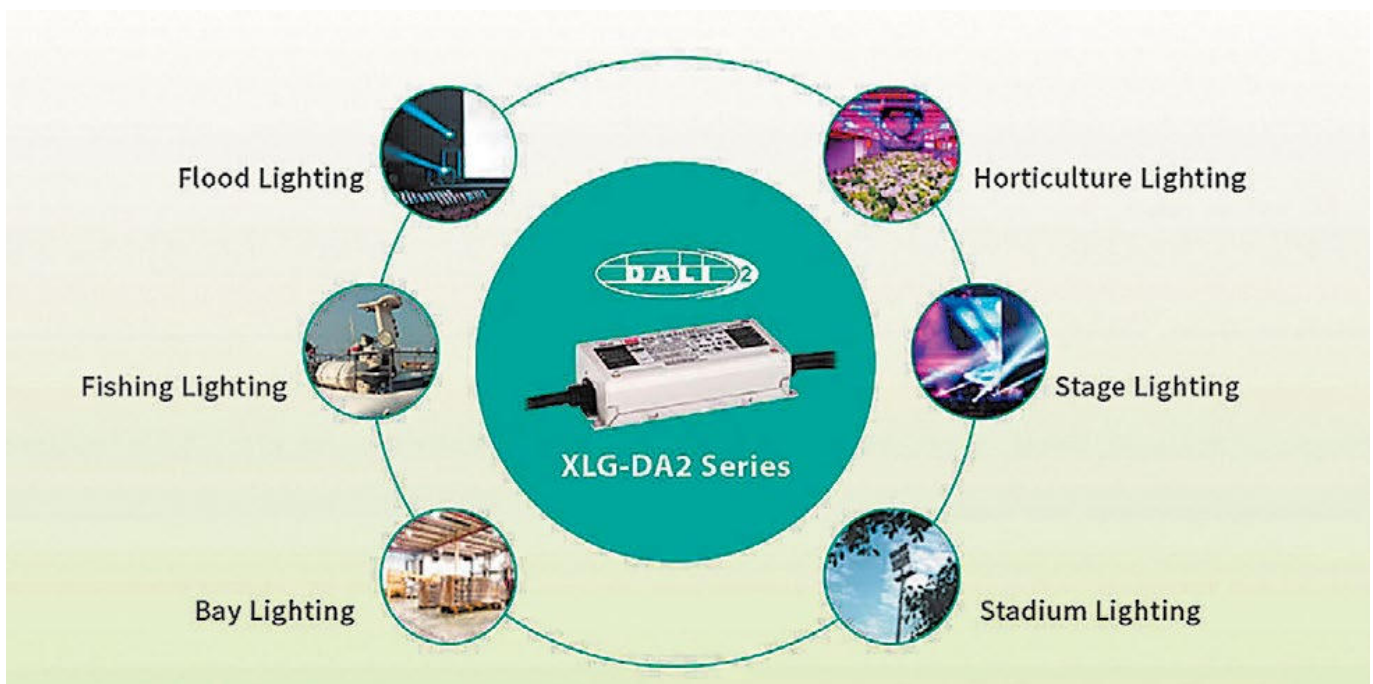 Flood Lighting
Horticulture Lighting
DALI 2
Fishing Lighting
Stage Lighting
XLG-DA2 Series
Bay Lighting
Stadium Lighting